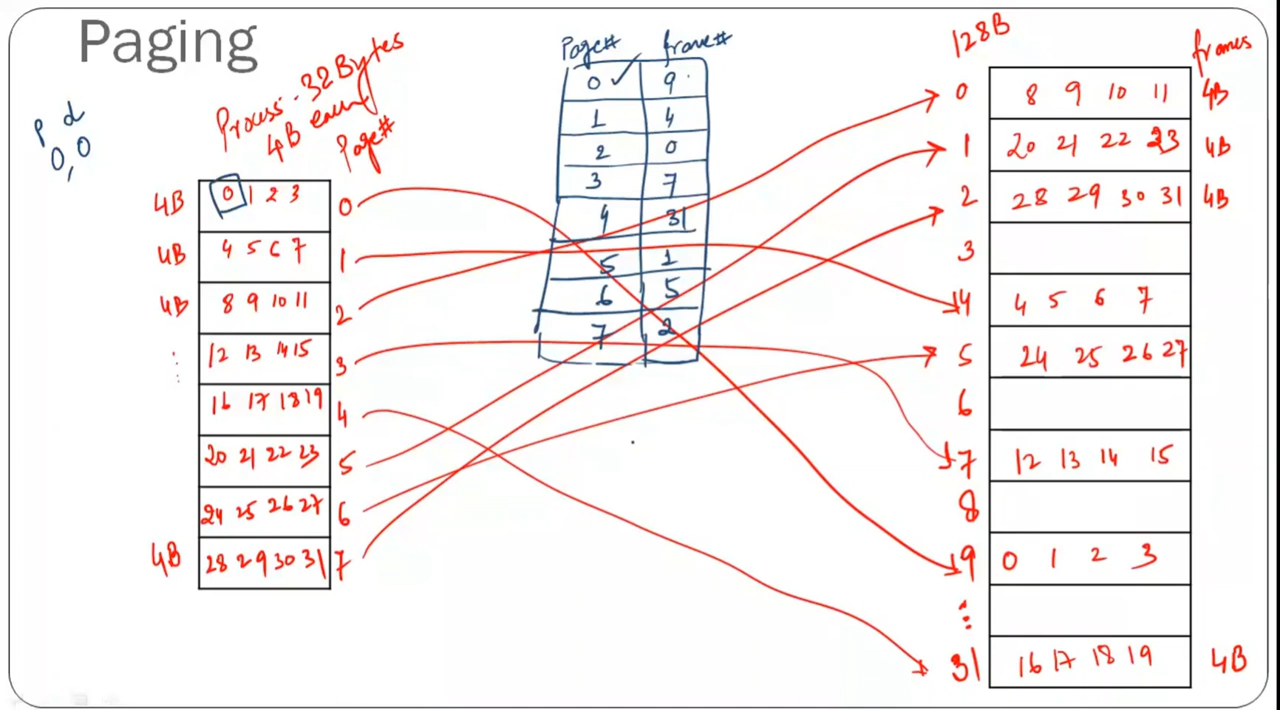 Paging
p d
0,0
Process - 32 Bytes
4B each
Page#
4B 0 1 2 3 0
4B 4 5 6 7 1
4B 8 9 10 11 2
⋮ 12 13 14 15 3
16 17 18 19 4
20 21 22 23 5
24 25 26 27 6
4B 28 29 30 31 7
Page# frame#
0 ✓ 9
1 4
2 0
3 7
4 31
5 1
6 5
7 2
128B frames
0 8 9 10 11 4B
1 20 21 22 23 4B
2 28 29 30 31 4B
3
4 4 5 6 7
5 24 25 26 27
6
7 12 13 14 15
8
9 0 1 2 3
⋮
31 16 17 18 19 4B